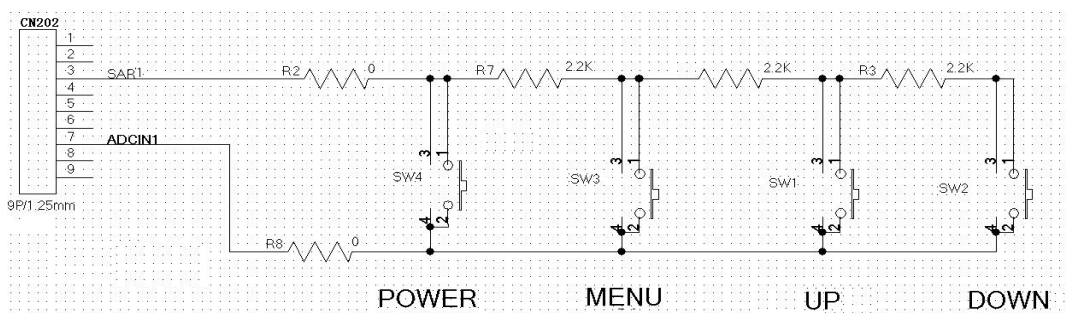 CN202
1
2
3
4
5
6
7
8
9
SAR1
ADCIN1
9P/1.25mm
R2 0
R7 2.2K
2.2K
R3 2.2K
3 1
SW4
4 2
3 1
SW3
4 2
3 1
SW1
4 2
3 1
SW2
4 2
R8 0
POWER MENU UP DOWN